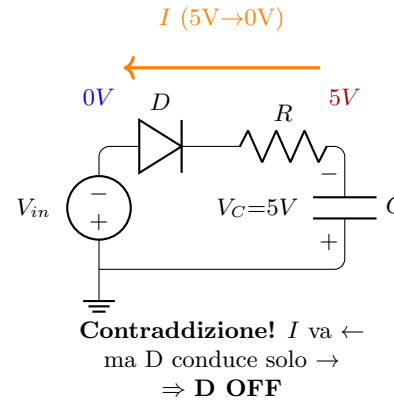 I (5V→0V)
0V
D
5V
R
−
+
V_in
V_C=5V
−
+
C
Contraddizione! I va ←
ma D conduce solo →
⇒ D OFF